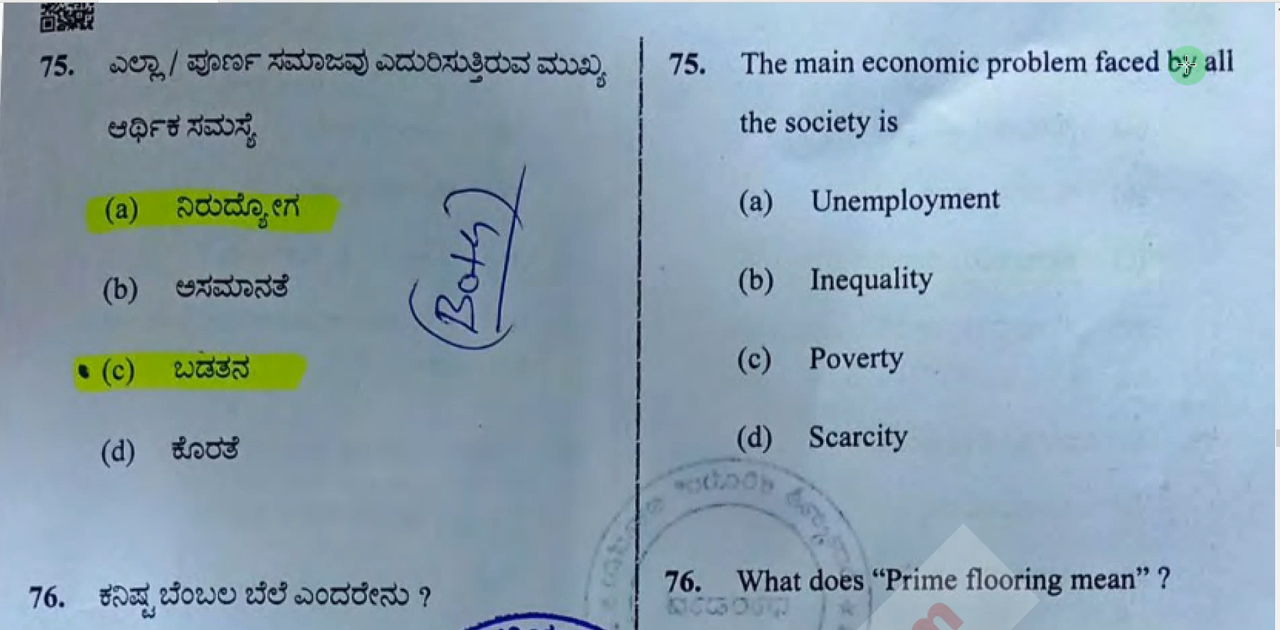 75. ಎಲ್ಲಾ / ಪೂರ್ಣ ಸಮಾಜವು ಎದುರಿಸುತ್ತಿರುವ ಮುಖ್ಯ
ಆರ್ಥಿಕ ಸಮಸ್ಯೆ
(a) ನಿರುದ್ಯೋಗ
(b) ಅಸಮಾನತೆ
(c) ಬಡತನ
(d) ಕೊರತೆ
Both
76. ಕನಿಷ್ಟ ಬೆಂಬಲ ಬೆಲೆ ಎಂದರೇನು ?
75. The main economic problem faced by all
the society is
(a) Unemployment
(b) Inequality
(c) Poverty
(d) Scarcity
76. What does “Prime flooring mean” ?